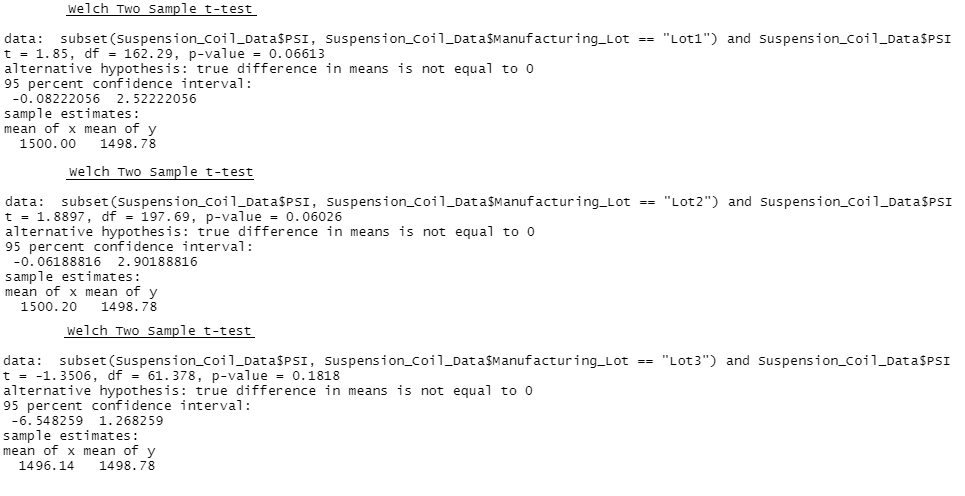 Welch Two Sample t-test
data:  subset(Suspension_Coil_Data$PSI, Suspension_Coil_Data$Manufacturing_Lot == "Lot1") and Suspension_Coil_Data$PSI
t = 1.85, df = 162.29, p-value = 0.06613
alternative hypothesis: true difference in means is not equal to 0
95 percent confidence interval:
-0.08222056  2.52222056
sample estimates:
mean of x mean of y
1500.00   1498.78
Welch Two Sample t-test
data:  subset(Suspension_Coil_Data$PSI, Suspension_Coil_Data$Manufacturing_Lot == "Lot2") and Suspension_Coil_Data$PSI
t = 1.8897, df = 197.69, p-value = 0.06026
alternative hypothesis: true difference in means is not equal to 0
95 percent confidence interval:
-0.06188816  2.90188816
sample estimates:
mean of x mean of y
1500.20   1498.78
Welch Two Sample t-test
data:  subset(Suspension_Coil_Data$PSI, Suspension_Coil_Data$Manufacturing_Lot == "Lot3") and Suspension_Coil_Data$PSI
t = -1.3506, df = 61.378, p-value = 0.1818
alternative hypothesis: true difference in means is not equal to 0
95 percent confidence interval:
-6.548259  1.268259
sample estimates:
mean of x mean of y
1496.14   1498.78